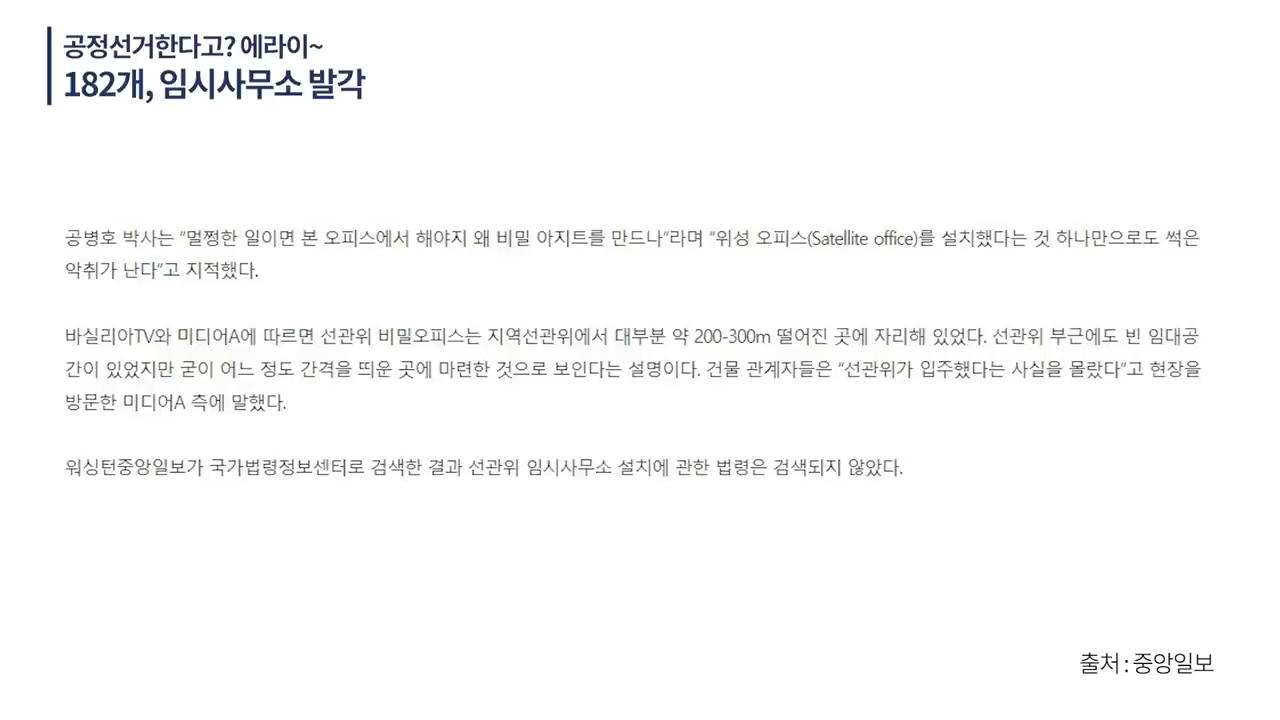 공정선거한다고? 에라이~
182개, 임시사무소 발각
공병호 박사는 “멀쩡한 일이면 본 오피스에서 해야지 왜 비밀 아지트를 만드나”라며 “위성 오피스(Satellite office)를 설치했다는 것 하나만으로도 썩은
악취가 난다”고 지적했다.
바실리아TV와 미디어A에 따르면 선관위 비밀오피스는 지역선관위에서 대부분 약 200-300m 떨어진 곳에 자리해 있었다. 선관위 부근에도 빈 임대공
간이 있었지만 굳이 어느 정도 간격을 띄운 곳에 마련한 것으로 보인다는 설명이다. 건물 관계자들은 “선관위가 입주했다는 사실을 몰랐다”고 현장을
방문한 미디어A 측에 말했다.
워싱턴중앙일보가 국가법령정보센터로 검색한 결과 선관위 임시사무소 설치에 관한 법령은 검색되지 않았다.
출처 : 중앙일보